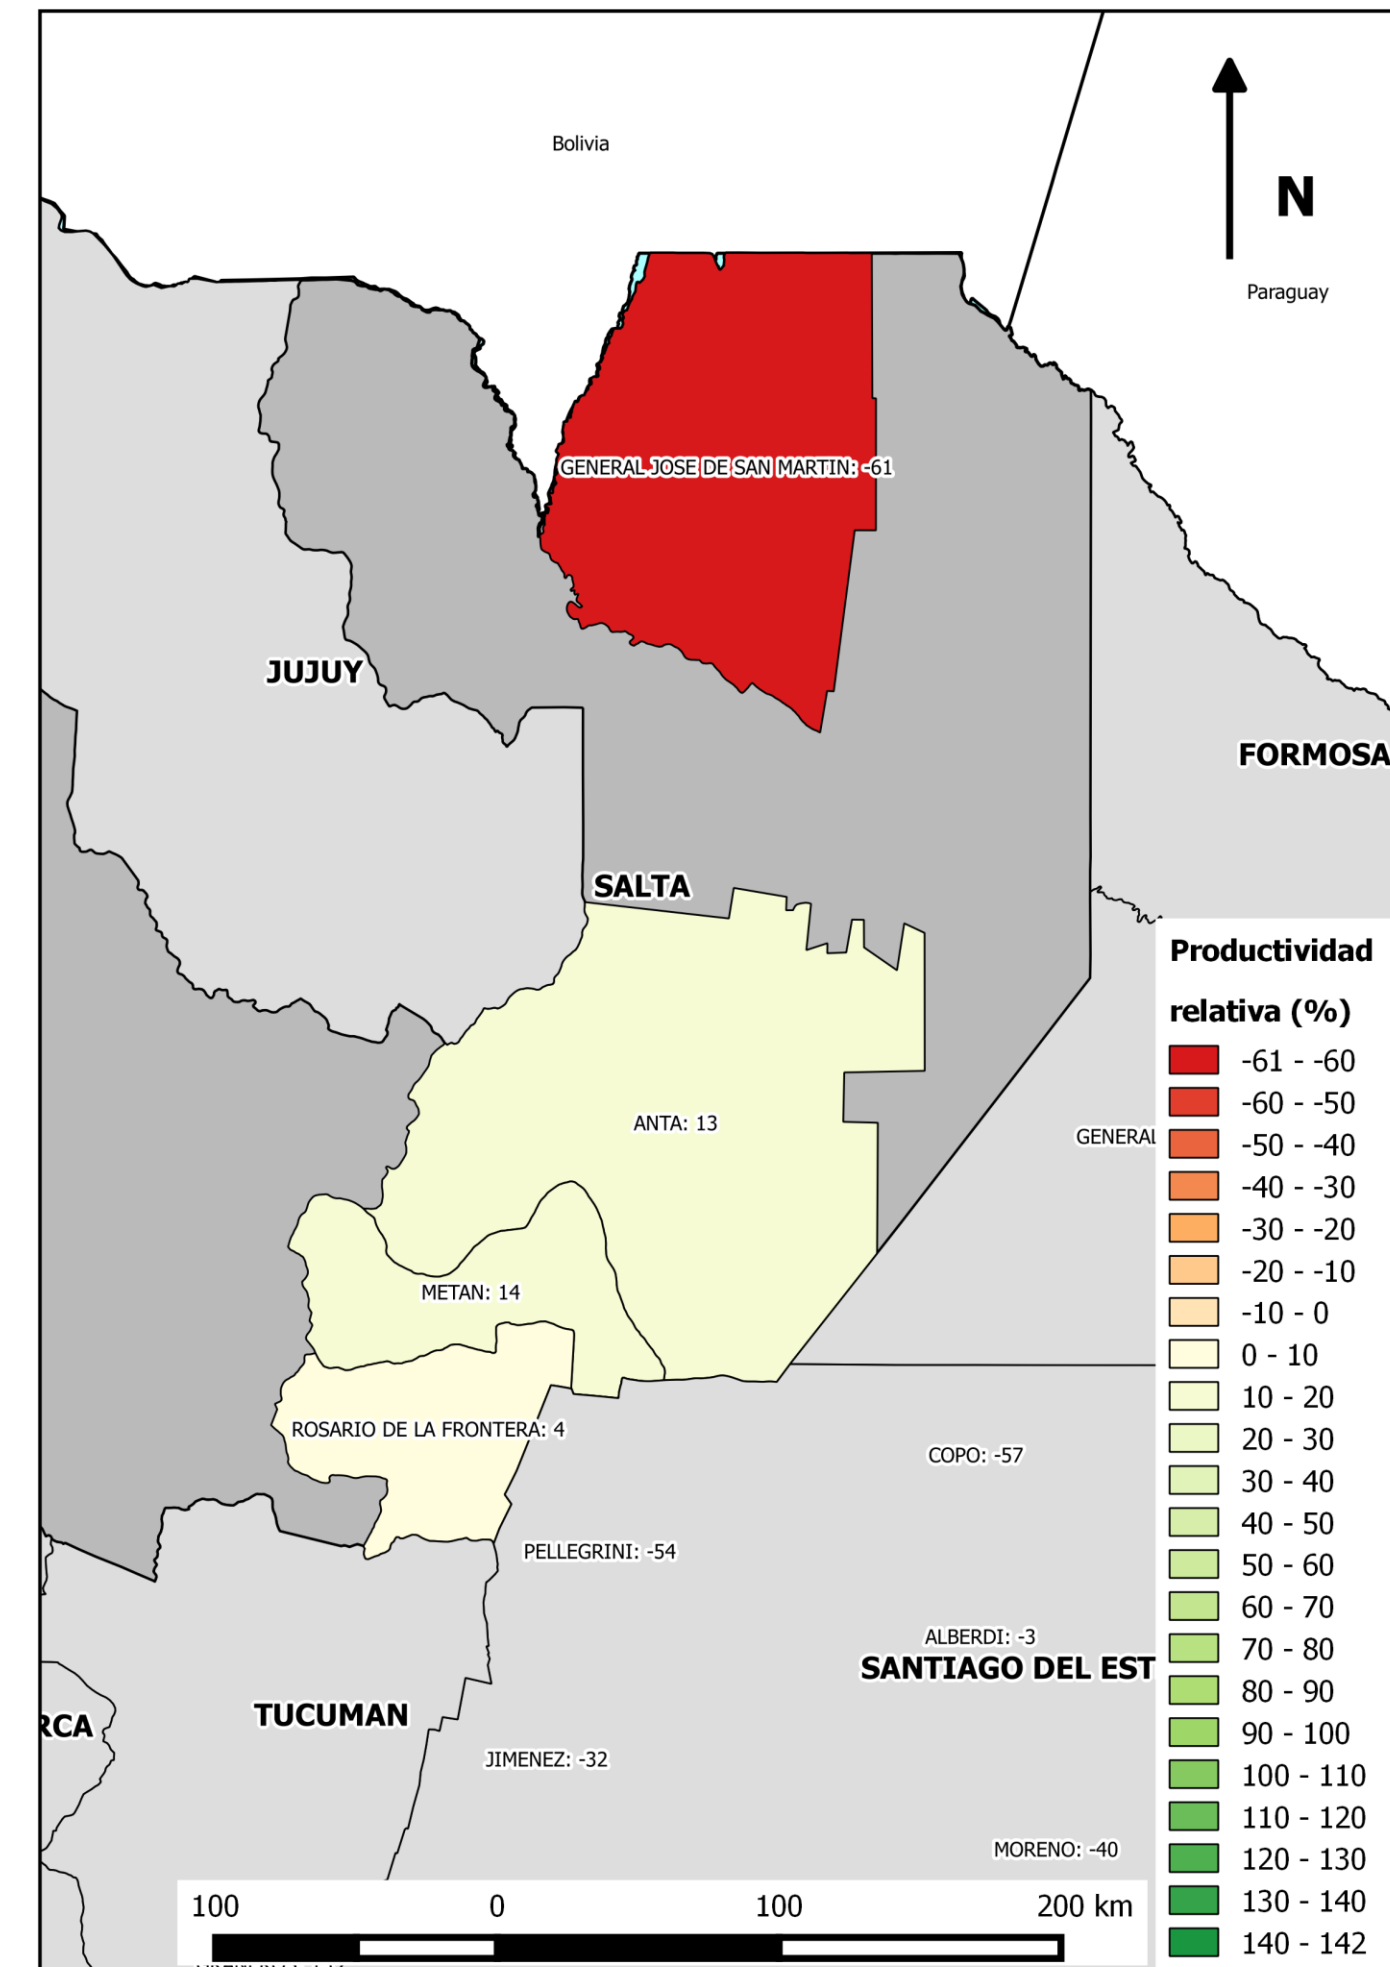 Bolivia
N
Paraguay
GENERAL JOSE DE SAN MARTIN: -61
JUJUY
FORMOSA
SALTA
ANTA: 13
GENERAL
METAN: 14
ROSARIO DE LA FRONTERA: 4
COPO: -57
PELLEGRINI: -54
ALBERDI: -3
SANTIAGO DEL EST
TUCUMAN
RCA
JIMENEZ: -32
MORENO: -40
Productividad
relativa (%)
-61 - -60
-60 - -50
-50 - -40
-40 - -30
-30 - -20
-20 - -10
-10 - 0
0 - 10
10 - 20
20 - 30
30 - 40
40 - 50
50 - 60
60 - 70
70 - 80
80 - 90
90 - 100
100 - 110
110 - 120
120 - 130
130 - 140
140 - 142
100 0 100 200 km